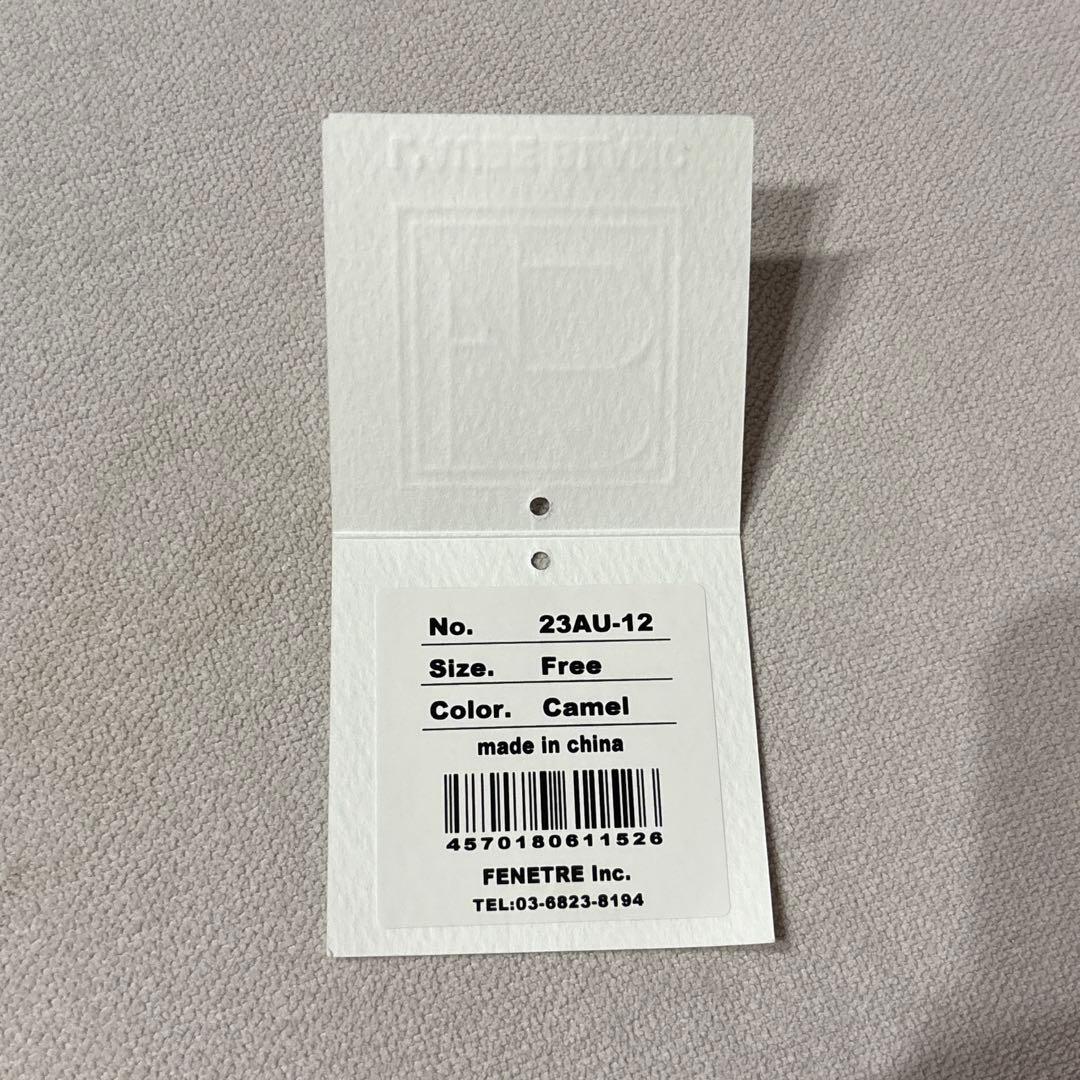 No. 23AU-12
Size. Free
Color. Camel
made in china
4570180611526
FENETRE Inc.
TEL:03-6823-8194